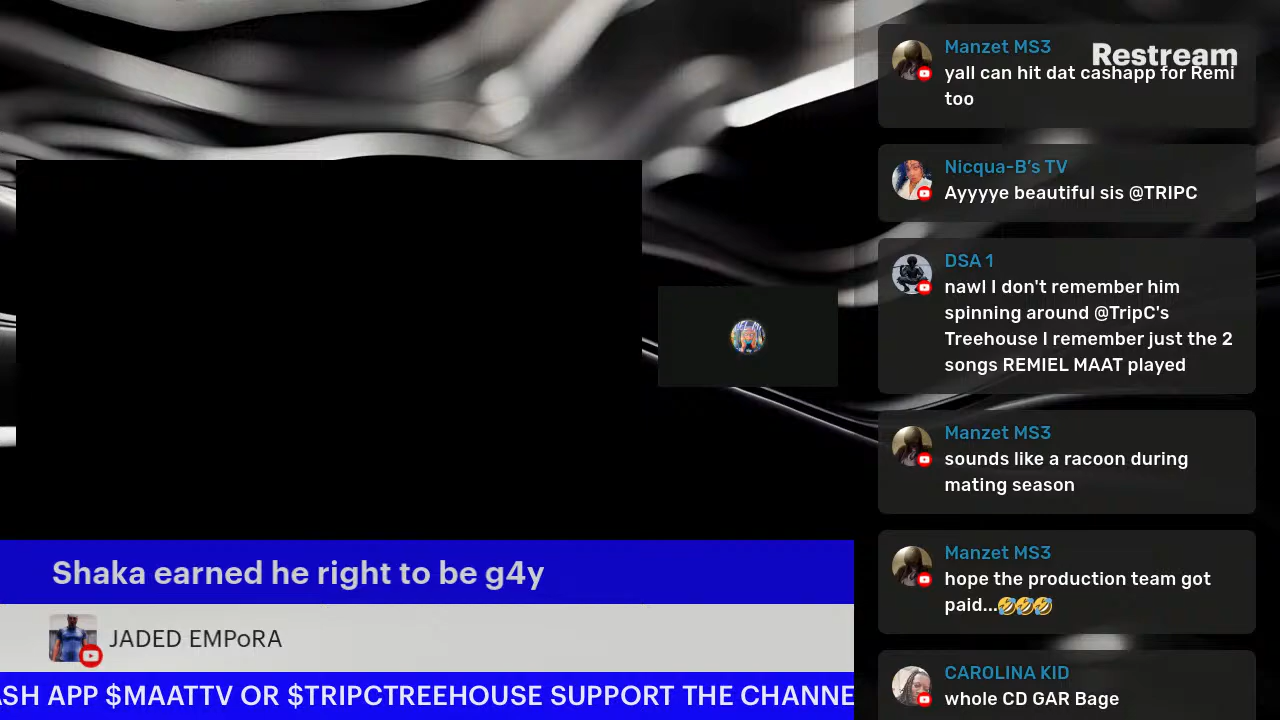 Restream
Manzet MS3
yall can hit dat cashapp for Remi
too
Nicqua-B's TV
Ayyyye beautiful sis @TRIPC
DSA 1
nawl I don't remember him
spinning around @TripC's
Treehouse I remember just the 2
songs REMIEL MAAT played
Manzet MS3
sounds like a racoon during
mating season
Manzet MS3
hope the production team got
paid...🤣🤣🤣
CAROLINA KID
whole CD GAR Bage
Shaka earned he right to be g4y
JADED EMPoRA
ASH APP $MAATTV OR $TRIPCTREEHOUSE SUPPORT THE CHANNE